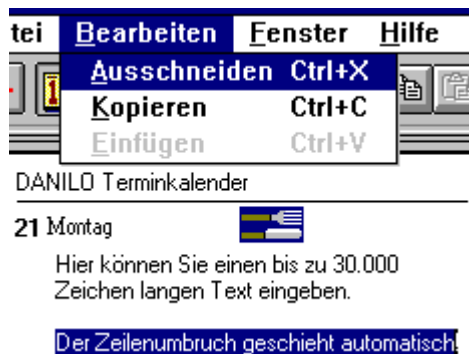 tei Bearbeiten Fenster Hilfe
Ausschneiden Ctrl+X
Kopieren Ctrl+C
Einfügen Ctrl+V
DANILO Terminkalender
21 Montag
Hier können Sie einen bis zu 30.000
Zeichen langen Text eingeben.
Der Zeilenumbruch geschieht automatisch.